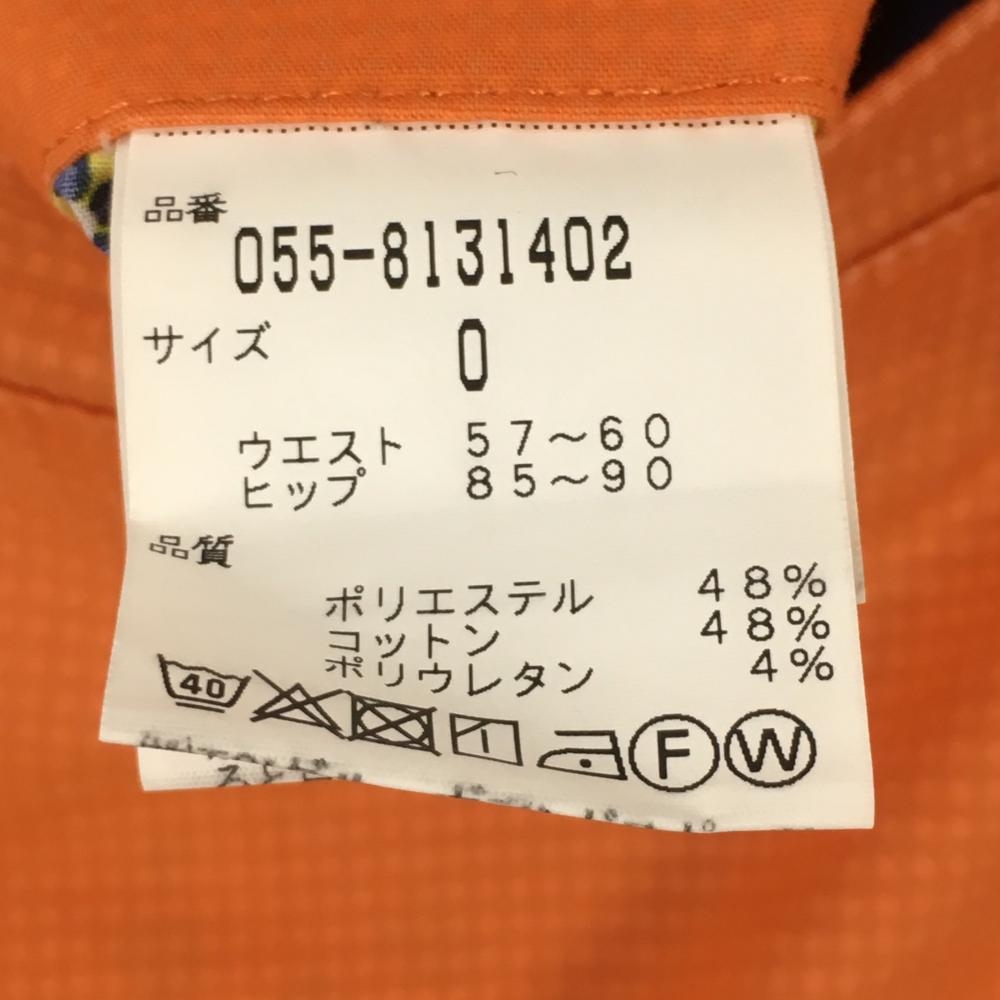 品番
055-8131402
サイズ 0
ウエスト 57～60
ヒップ 85～90
品質
ポリエステル 48%
コットン 48%
ポリウレタン 4%
40 F W